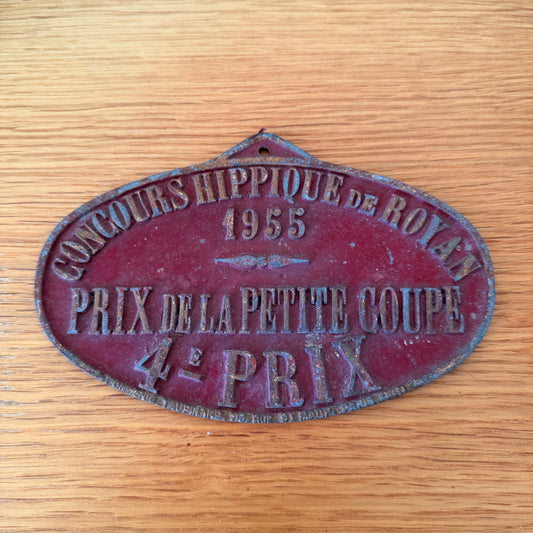 CONCOURS HIPPIQUE DE ROYAN
1955
PRIX DE LA PETITE COUPE
4E PRIX